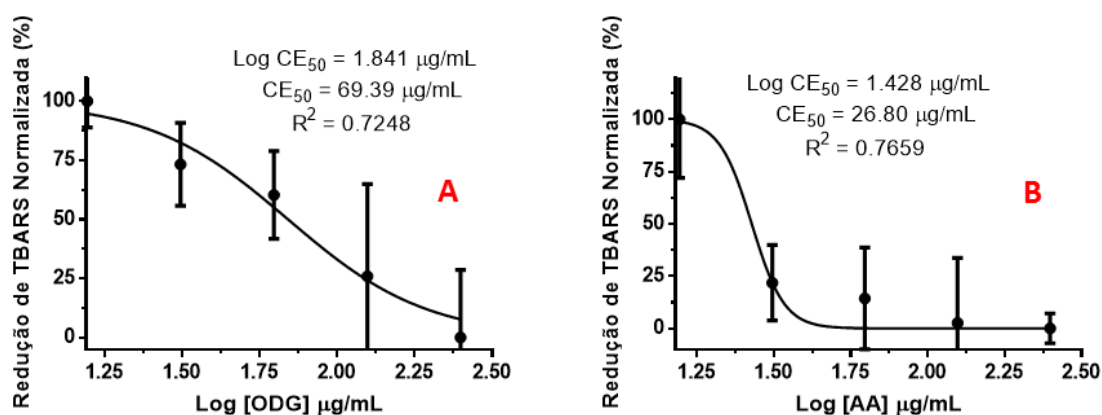 Redução de TBARS Normalizada (%)
Log CE50 = 1.841 µg/mL
CE50 = 69.39 µg/mL
R2 = 0.7248
A
100
75
50
25
0
1.25 1.50 1.75 2.00 2.25 2.50
Log [ODG] µg/mL
Redução de TBARS Normalizada (%)
Log CE50 = 1.428 µg/mL
CE50 = 26.80 µg/mL
R2 = 0.7659
B
100
75
50
25
0
1.25 1.50 1.75 2.00 2.25 2.50
Log [AA] µg/mL